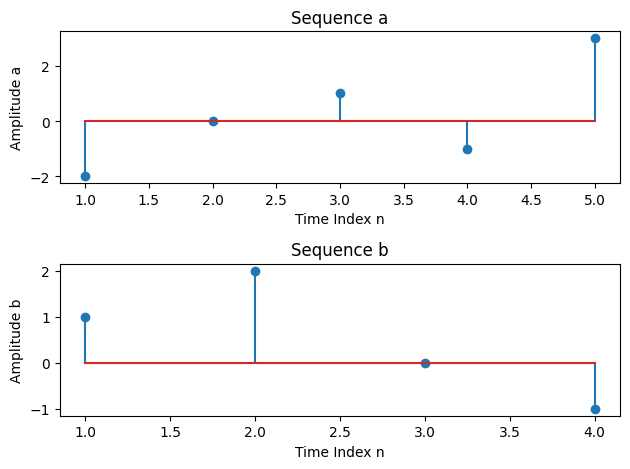 Sequence a
Amplitude a
2
0
−2
1.0 1.5 2.0 2.5 3.0 3.5 4.0 4.5 5.0
Time Index n
Sequence b
Amplitude b
2
1
0
−1
1.0 1.5 2.0 2.5 3.0 3.5 4.0
Time Index n